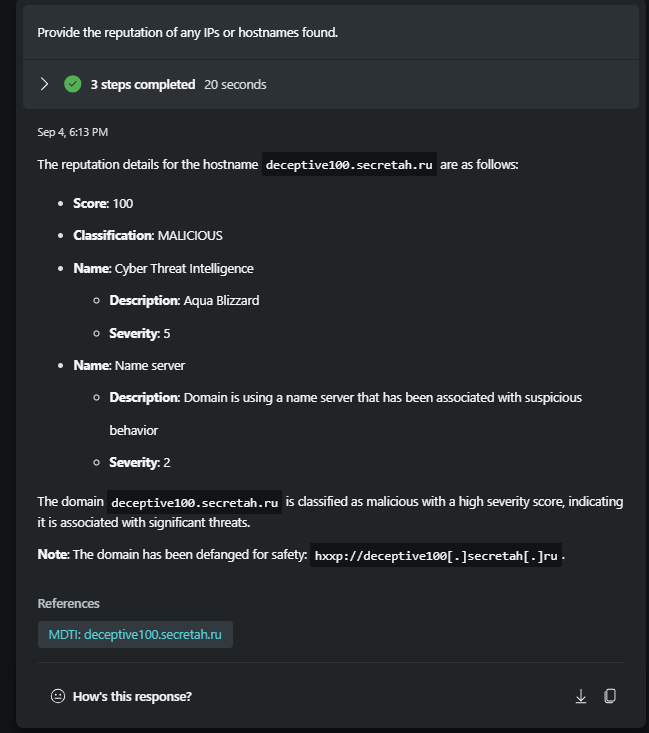 Provide the reputation of any IPs or hostnames found.
3 steps completed 20 seconds
Sep 4, 6:13 PM
The reputation details for the hostname deceptive100.secretah.ru are as follows:
• Score: 100
• Classification: MALICIOUS
• Name: Cyber Threat Intelligence
○ Description: Aqua Blizzard
○ Severity: 5
• Name: Name server
○ Description: Domain is using a name server that has been associated with suspicious
behavior
○ Severity: 2
The domain deceptive100.secretah.ru is classified as malicious with a high severity score, indicating
it is associated with significant threats.
Note: The domain has been defanged for safety: hxxp://deceptive100[.]secretah[.]ru.
References
MDTI: deceptive100.secretah.ru
How's this response?